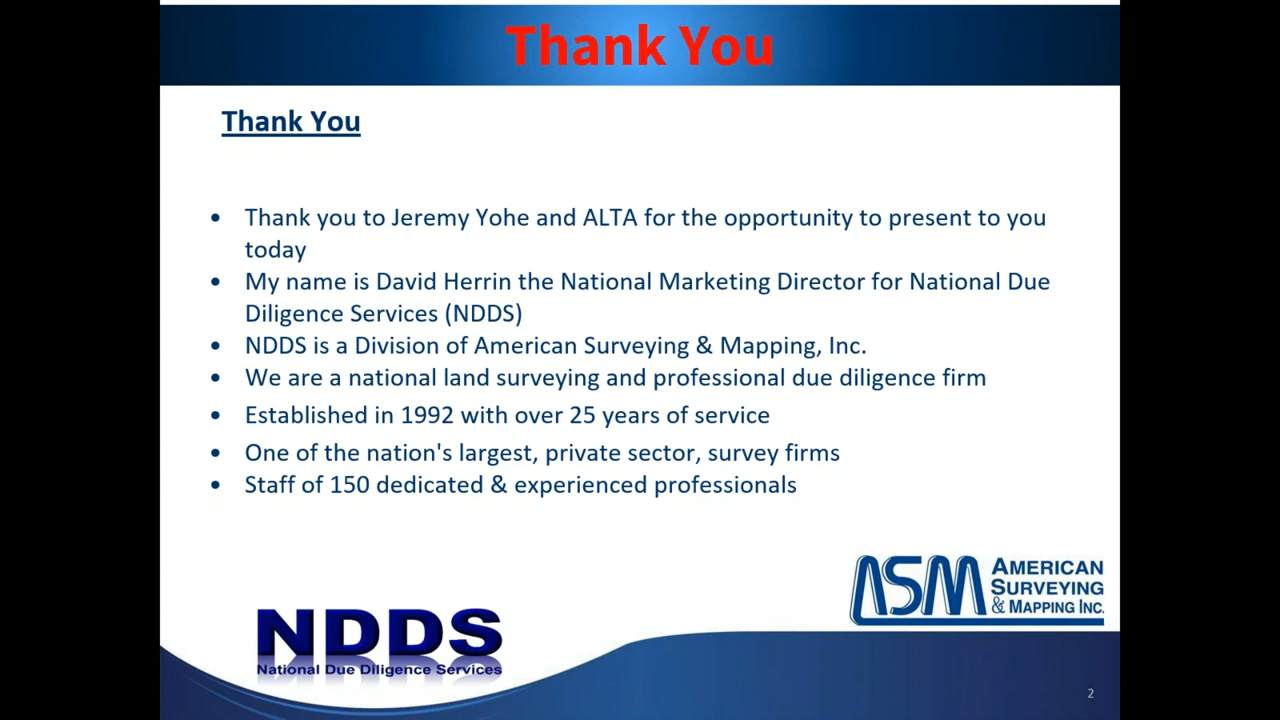 Thank You
Thank You
• Thank you to Jeremy Yohe and ALTA for the opportunity to present to you
today
• My name is David Herrin the National Marketing Director for National Due
Diligence Services (NDDS)
• NDDS is a Division of American Surveying & Mapping, Inc.
• We are a national land surveying and professional due diligence firm
• Established in 1992 with over 25 years of service
• One of the nation's largest, private sector, survey firms
• Staff of 150 dedicated & experienced professionals
ASM AMERICAN
SURVEYING
& MAPPING INC.
NDDS
National Due Diligence Services
2